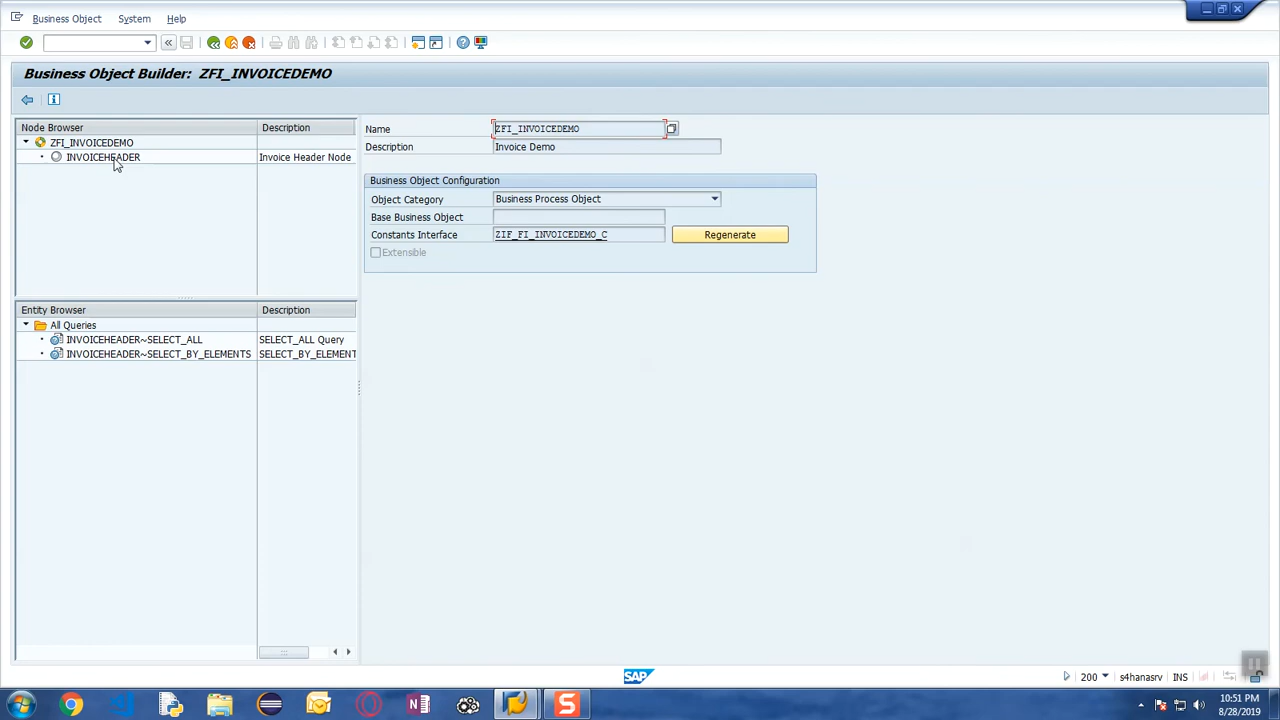 Business Object System Help
Business Object Builder: ZFI_INVOICEDEMO
Node Browser Description
ZFI_INVOICEDEMO
INVOICEHEADER Invoice Header Node
Name ZFI_INVOICEDEMO
Description Invoice Demo
Business Object Configuration
Object Category Business Process Object
Base Business Object
Constants Interface ZIF_FI_INVOICEDEMO_C Regenerate
Extensible
Entity Browser Description
All Queries
INVOICEHEADER~SELECT_ALL SELECT_ALL Query
INVOICEHEADER~SELECT_BY_ELEMENTS SELECT_BY_ELEMENT
SAP
200 s4hanasrv INS
S
10:51 PM
8/28/2019